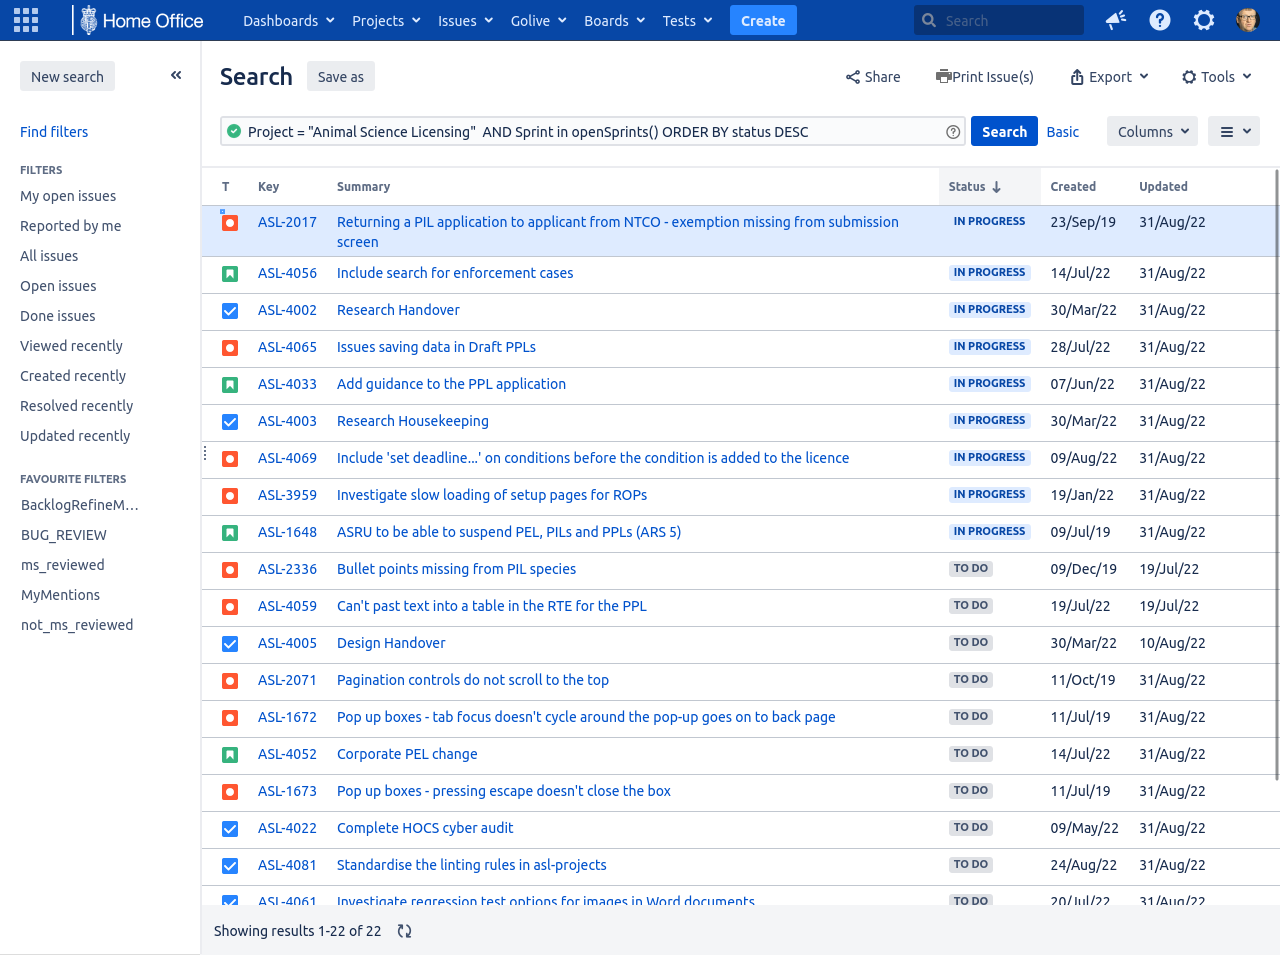 Home Office Dashboards Projects Issues Golive Boards Tests Create Search
New search
Search Save as Share Print Issue(s) Export Tools
Find filters
Project = "Animal Science Licensing"  AND Sprint in openSprints() ORDER BY status DESC Search Basic Columns
FILTERS
My open issues
Reported by me
All issues
Open issues
Done issues
Viewed recently
Created recently
Resolved recently
Updated recently
FAVOURITE FILTERS
BacklogRefineM...
BUG_REVIEW
ms_reviewed
MyMentions
not_ms_reviewed
T Key Summary Status Created Updated
ASL-2017 Returning a PIL application to applicant from NTCO - exemption missing from submission IN PROGRESS 23/Sep/19 31/Aug/22
screen
ASL-4056 Include search for enforcement cases IN PROGRESS 14/Jul/22 31/Aug/22
ASL-4002 Research Handover IN PROGRESS 30/Mar/22 31/Aug/22
ASL-4065 Issues saving data in Draft PPLs IN PROGRESS 28/Jul/22 31/Aug/22
ASL-4033 Add guidance to the PPL application IN PROGRESS 07/Jun/22 31/Aug/22
ASL-4003 Research Housekeeping IN PROGRESS 30/Mar/22 31/Aug/22
ASL-4069 Include 'set deadline...' on conditions before the condition is added to the licence IN PROGRESS 09/Aug/22 31/Aug/22
ASL-3959 Investigate slow loading of setup pages for ROPs IN PROGRESS 19/Jan/22 31/Aug/22
ASL-1648 ASRU to be able to suspend PEL, PILs and PPLs (ARS 5) IN PROGRESS 09/Jul/19 31/Aug/22
ASL-2336 Bullet points missing from PIL species TO DO 09/Dec/19 19/Jul/22
ASL-4059 Can't past text into a table in the RTE for the PPL TO DO 19/Jul/22 19/Jul/22
ASL-4005 Design Handover TO DO 30/Mar/22 10/Aug/22
ASL-2071 Pagination controls do not scroll to the top TO DO 11/Oct/19 31/Aug/22
ASL-1672 Pop up boxes - tab focus doesn't cycle around the pop-up goes on to back page TO DO 11/Jul/19 31/Aug/22
ASL-4052 Corporate PEL change TO DO 14/Jul/22 31/Aug/22
ASL-1673 Pop up boxes - pressing escape doesn't close the box TO DO 11/Jul/19 31/Aug/22
ASL-4022 Complete HOCS cyber audit TO DO 09/May/22 31/Aug/22
ASL-4081 Standardise the linting rules in asl-projects TO DO 24/Aug/22 31/Aug/22
ASL-4061 Investigate regression test options for images in Word documents TO DO 20/Jul/22 31/Aug/22
Showing results 1-22 of 22